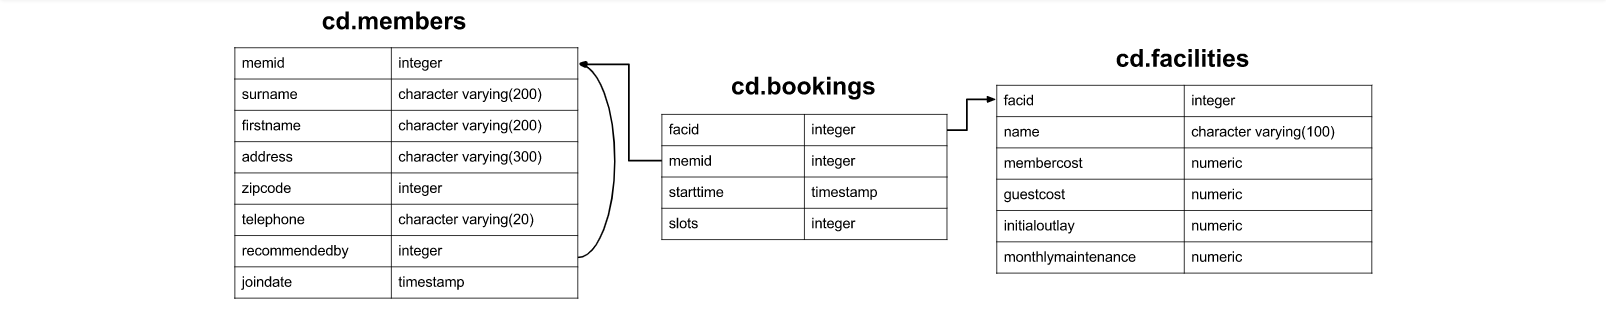 cd.members
memid integer
surname character varying(200)
firstname character varying(200)
address character varying(300)
zipcode integer
telephone character varying(20)
recommendedby integer
joindate timestamp
cd.bookings
facid integer
memid integer
starttime timestamp
slots integer
cd.facilities
facid integer
name character varying(100)
membercost numeric
guestcost numeric
initialoutlay numeric
monthlymaintenance numeric